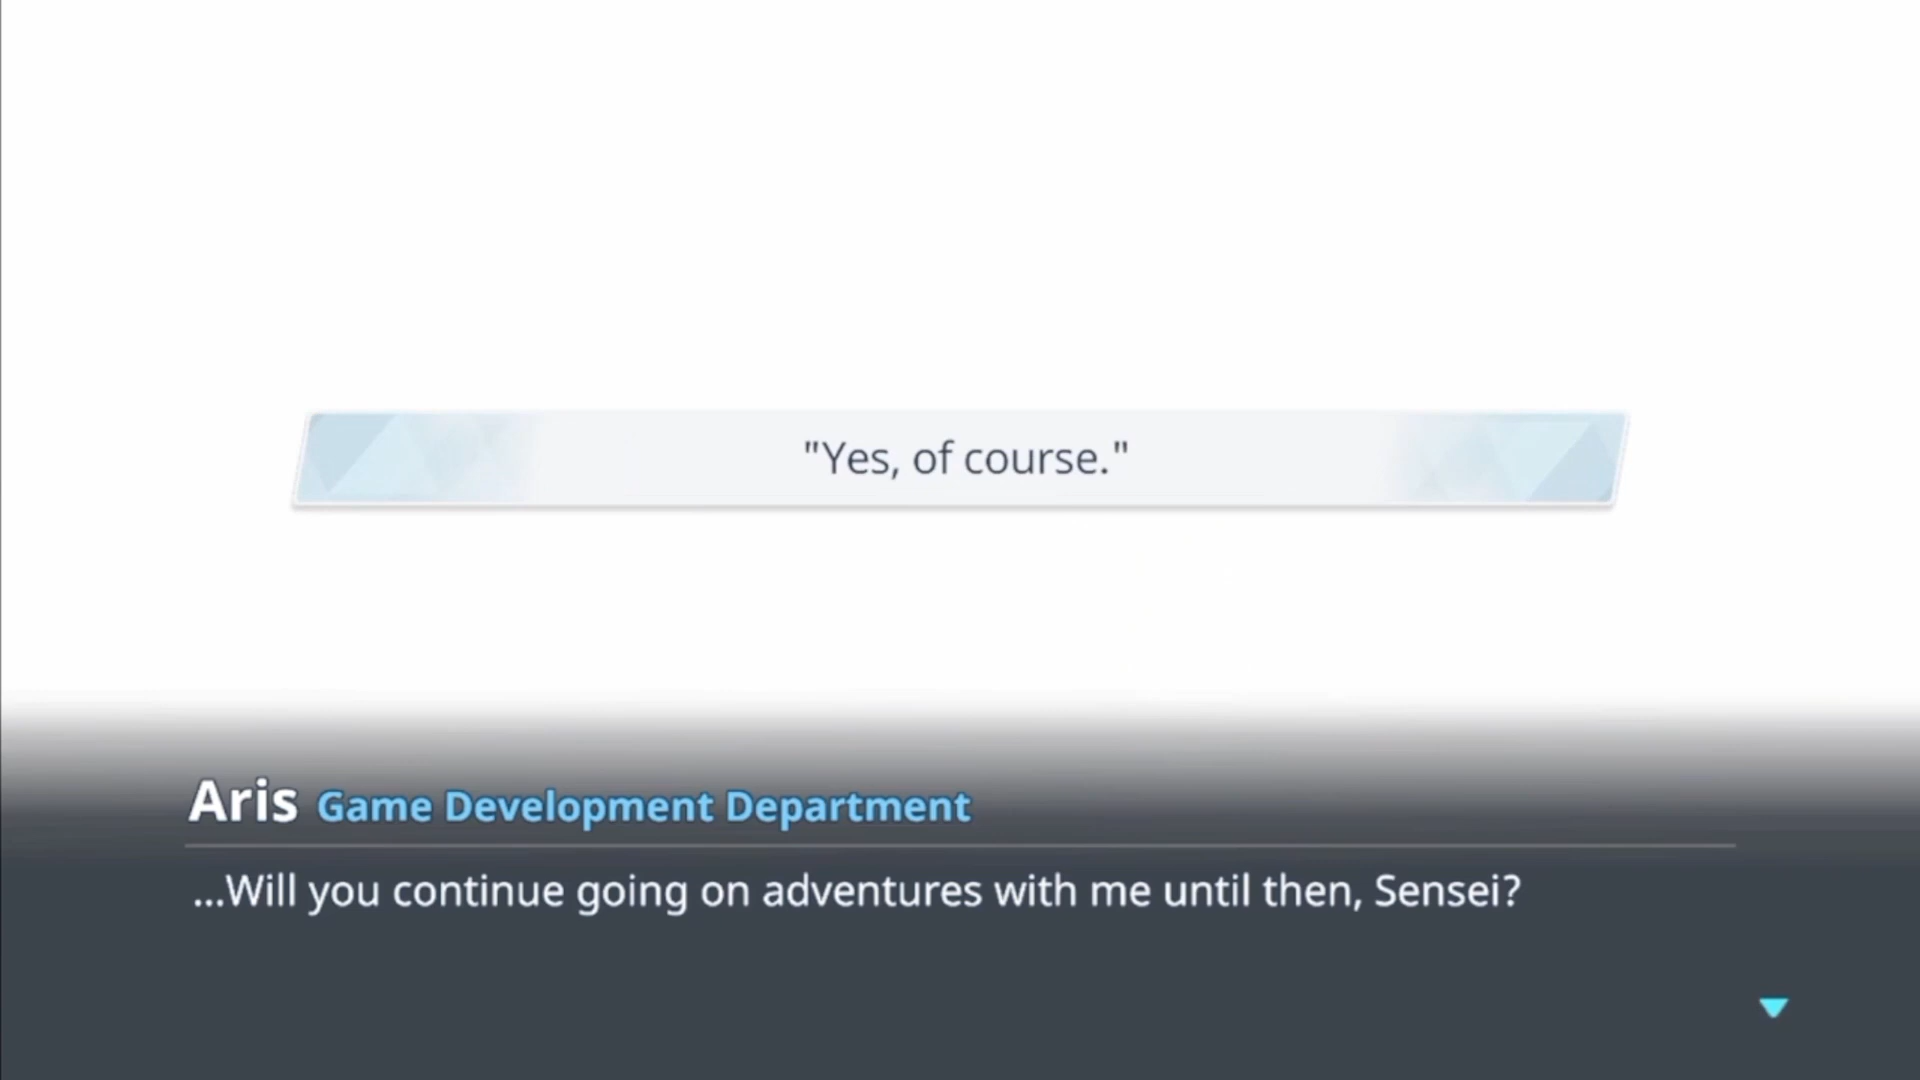 "Yes, of course."
Aris Game Development Department
...Will you continue going on adventures with me until then, Sensei?